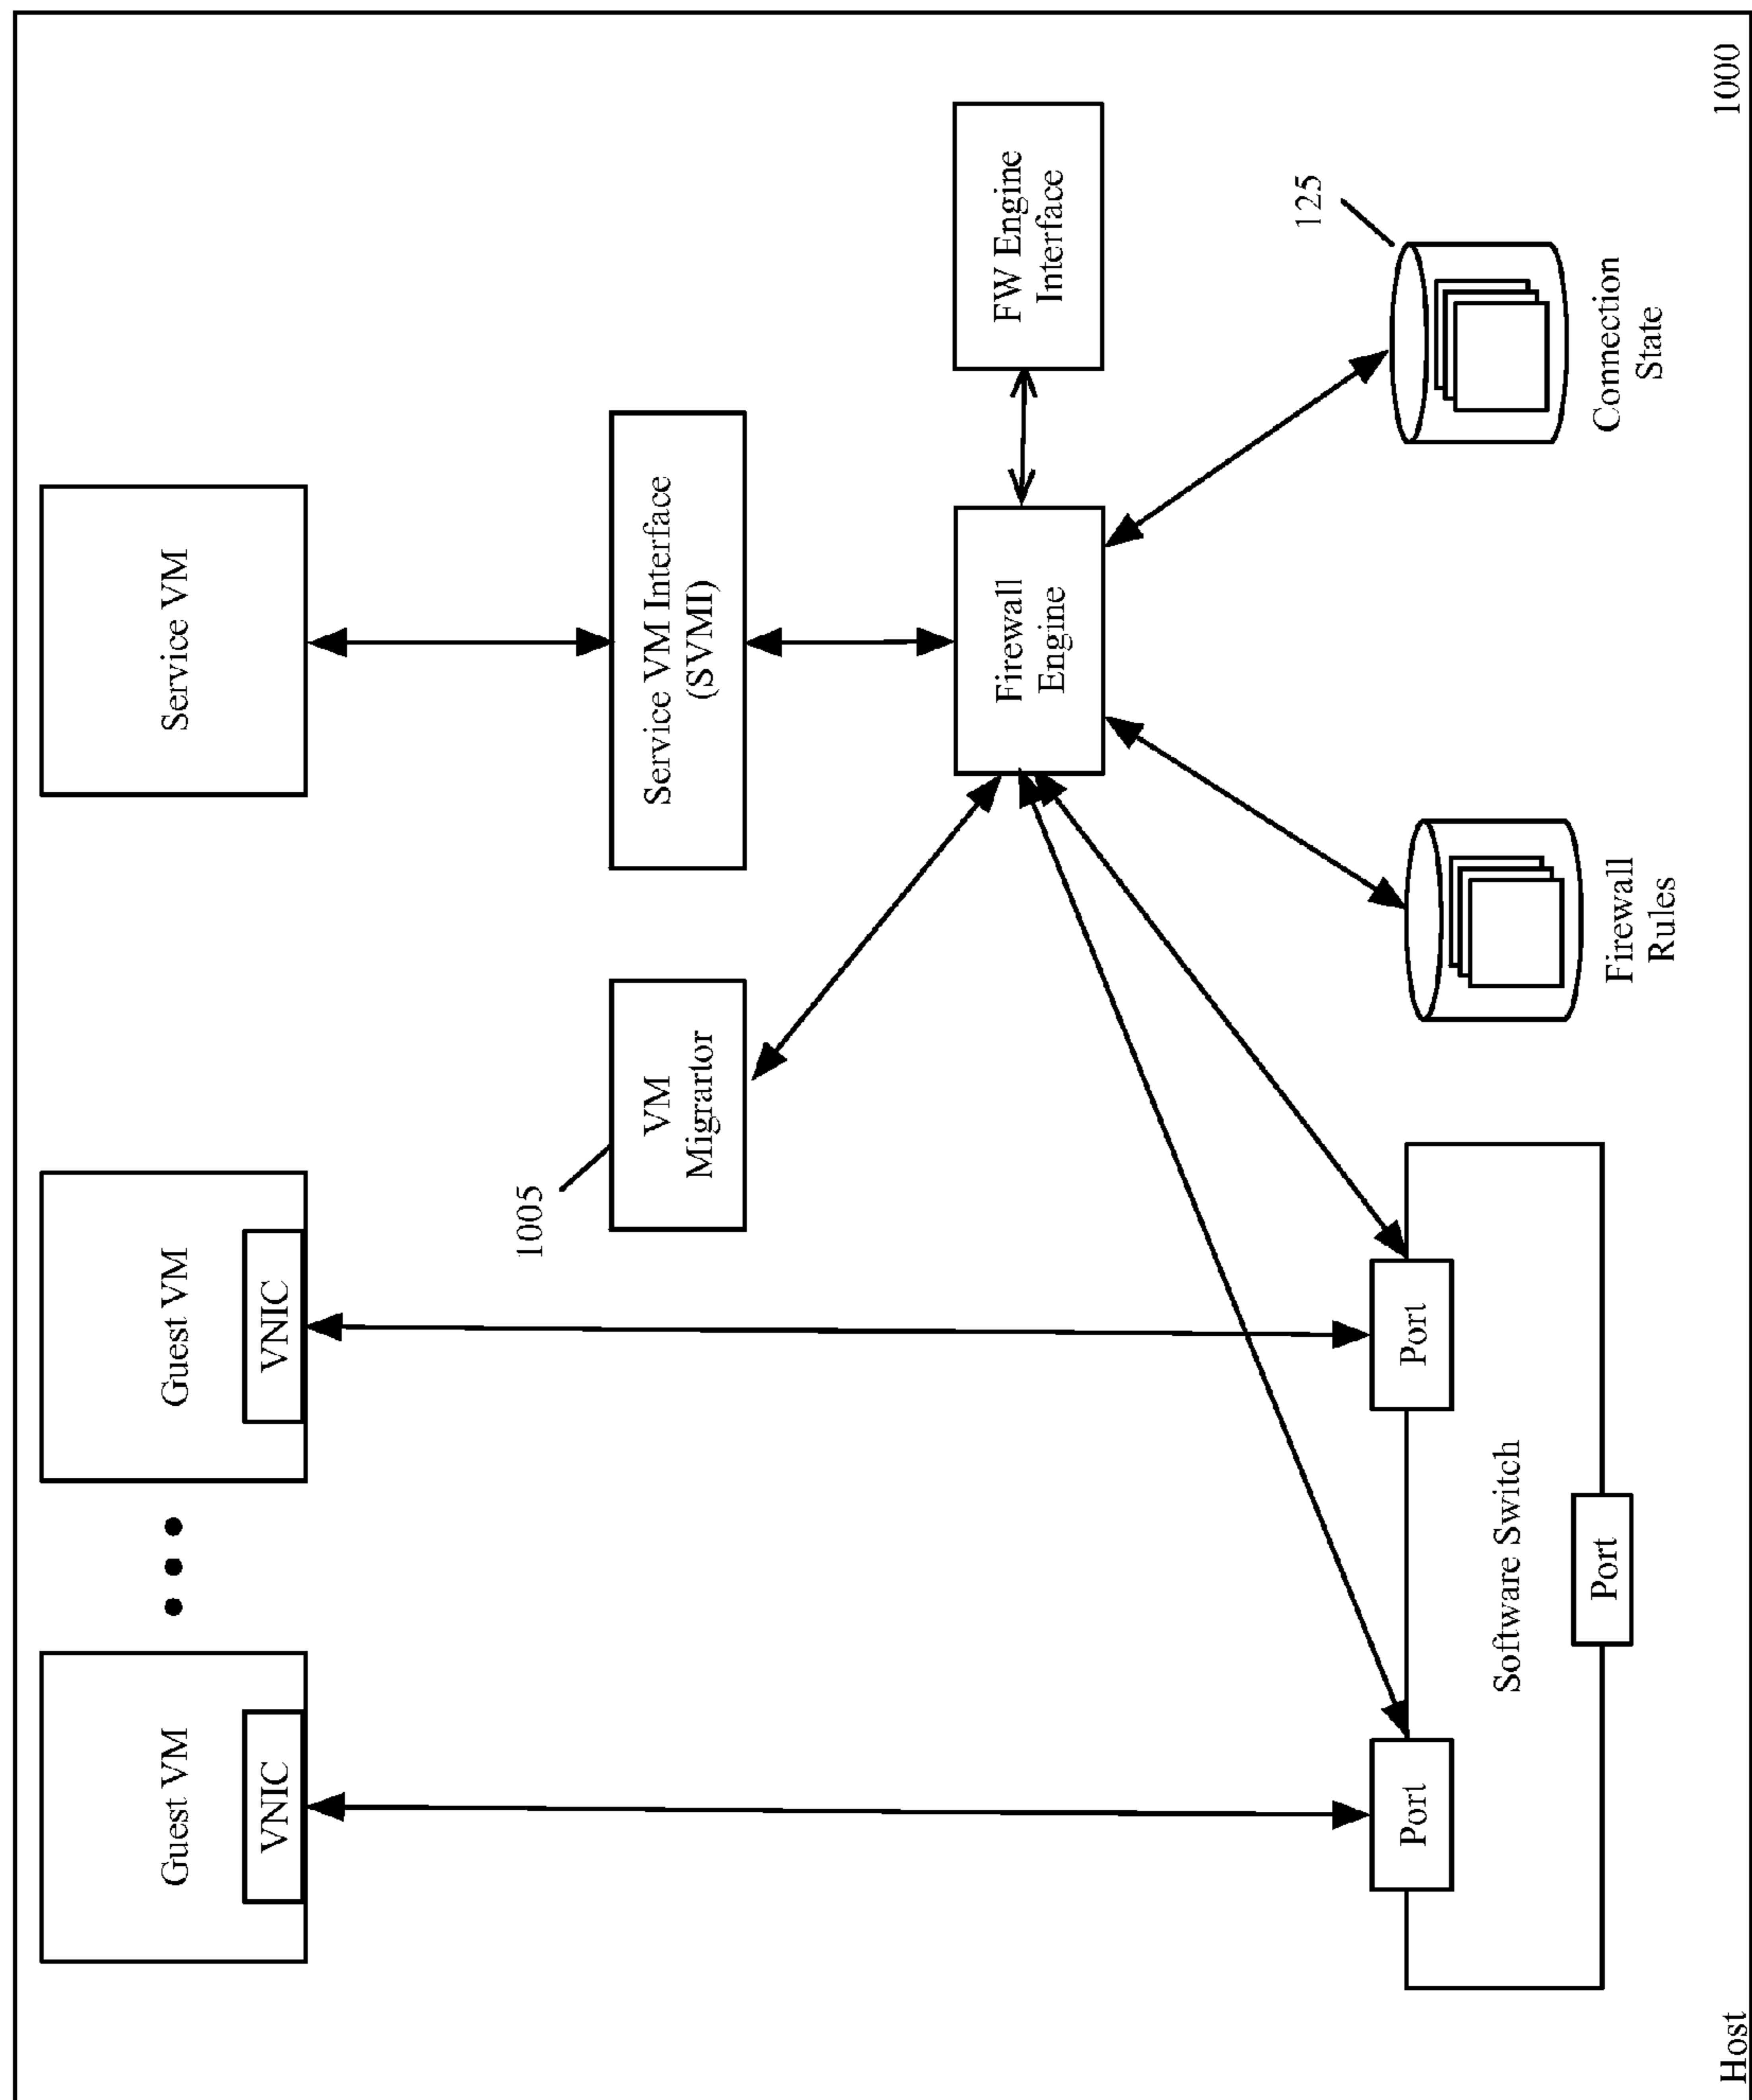 Guest VM
VNIC
Guest VM
VNIC
Service VM
1005
VM
Migrartor
Service VM Interface
(SVMI)
Firewall
Engine
FW Engine
Interface
125
Port
Port
Software Switch
Port
Firewall
Rules
Connection
State
Host
1000